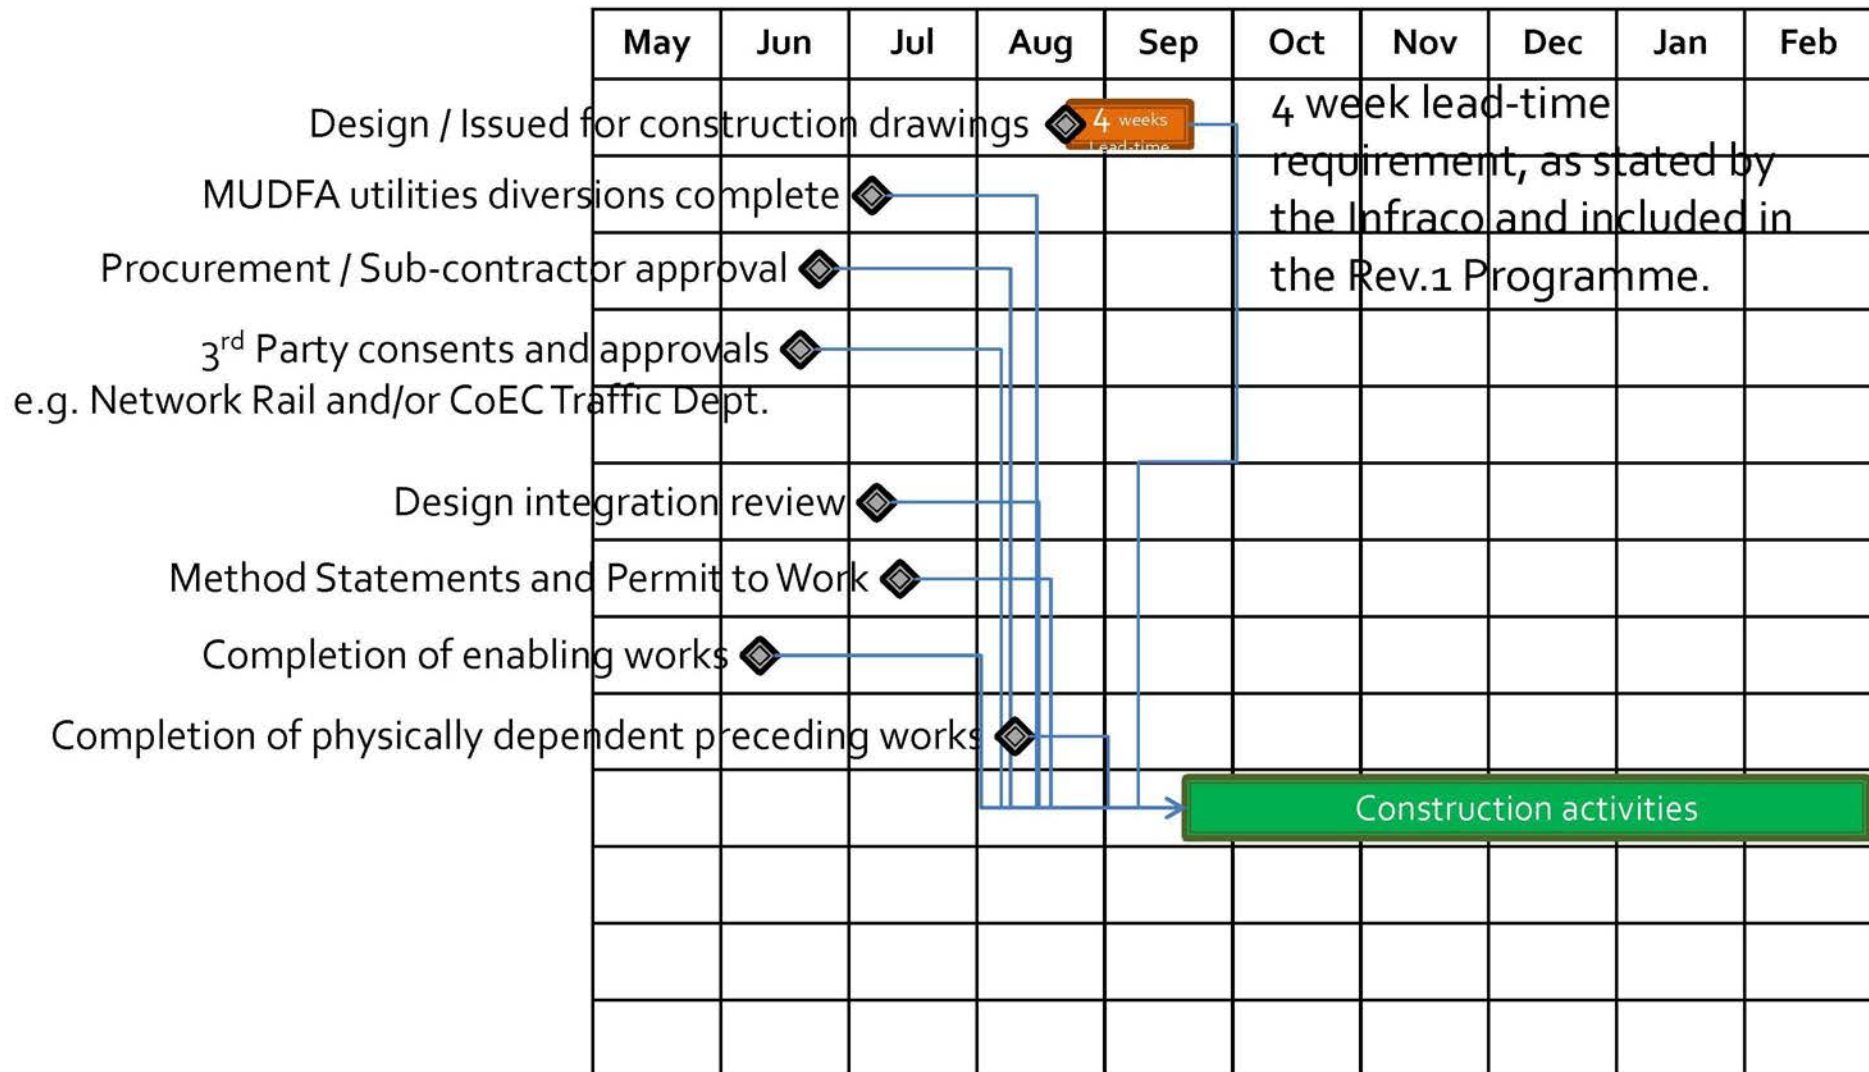 May Jun Jul Aug Sep Oct Nov Dec Jan Feb
Design / Issued for construction drawings
4 weeks
Lead-time
4 week lead-time
requirement, as stated by
the Infraco and included in
the Rev.1 Programme.
MUDFA utilities diversions complete
Procurement / Sub-contractor approval
3rd Party consents and approvals
e.g. Network Rail and/or CoEC Traffic Dept.
Design integration review
Method Statements and Permit to Work
Completion of enabling works
Completion of physically dependent preceding works
Construction activities